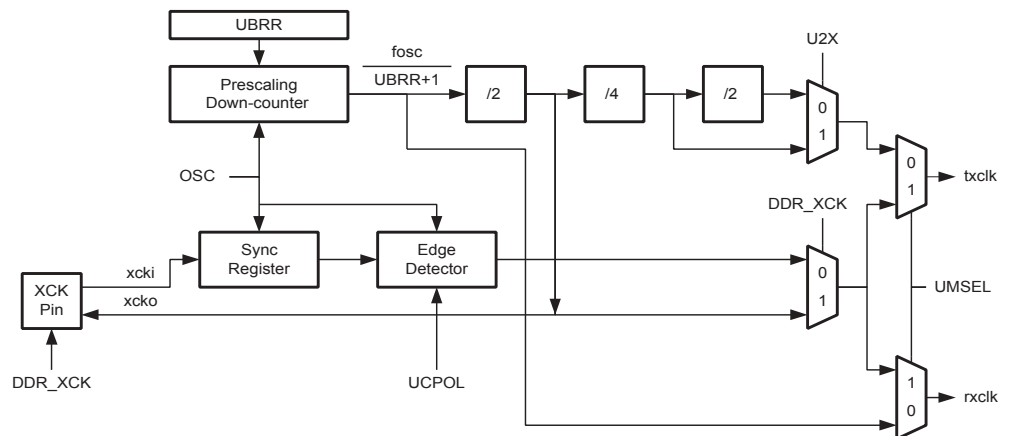 UBRR
Prescaling
Down-counter
fosc
UBRR+1
/2
/4
/2
U2X
0
1
OSC
0
1
txclk
DDR_XCK
Sync
Register
Edge
Detector
0
1
UMSEL
xcki
xcko
XCK
Pin
DDR_XCK
UCPOL
1
0
rxclk